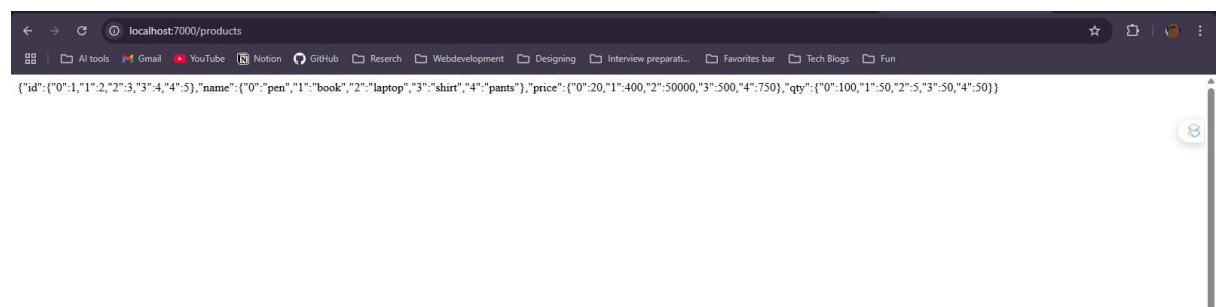 localhost:7000/products
AI tools Gmail YouTube Notion GitHub Reserch Webdevelopment Designing Interview preparati... Favorites bar Tech Blogs Fun
{"id":{"0":1,"1":2,"2":3,"3":4,"4":5},"name":{"0":"pen","1":"book","2":"laptop","3":"shirt","4":"pants"},"price":{"0":20,"1":400,"2":50000,"3":500,"4":750},"qty":{"0":100,"1":50,"2":5,"3":50,"4":50}}